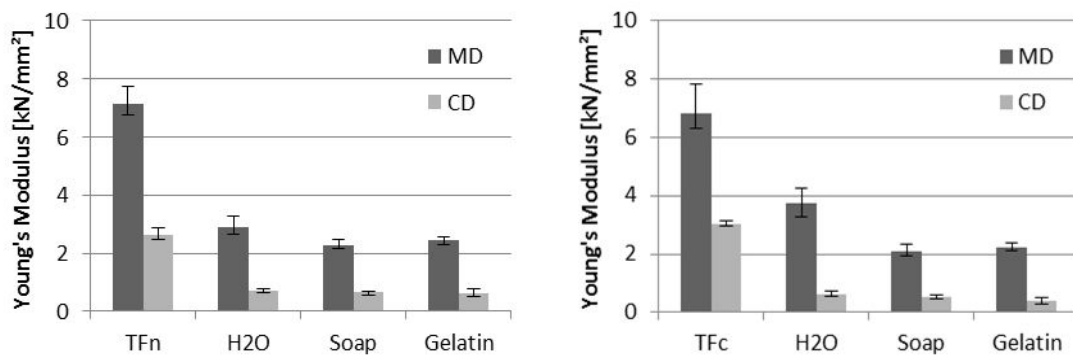 Young's Modulus [kN/mm²]
10
8
6
4
2
0
MD
CD
TFn H2O Soap Gelatin
Young's Modulus [kN/mm²]
10
8
6
4
2
0
MD
CD
TFc H2O Soap Gelatin